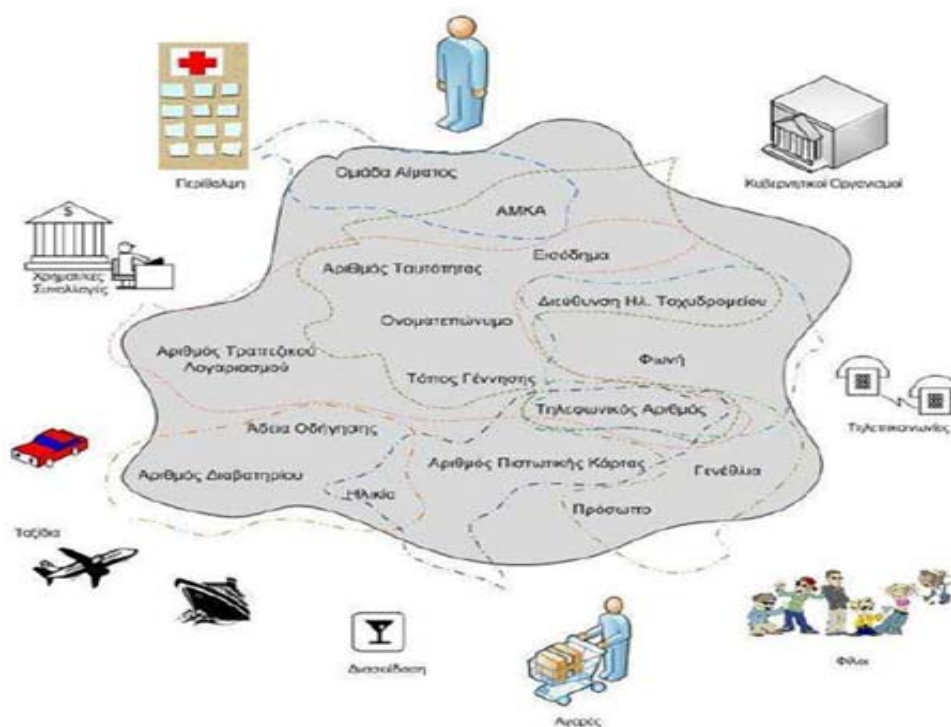 Περίθαλψη
Κυβερνητικοί Οργανισμοί
Ομάδα Αίματος
ΑΜΚΑ
Εισόδημα
Αριθμός Ταυτότητας
$
Χρηματικές
Συναλλαγές
Διεύθυνση Ηλ. Ταχυδρομείου
Ονοματεπώνυμο
Αριθμός Τραπεζικού
Λογαριασμού
Φωνή
Τόπος Γέννησης
Τηλεφωνικός Αριθμός
Τηλεπικοινωνίες
Άδεια Οδήγησης
Αριθμός Πιστωτικής Κάρτας
Γενέθλια
Αριθμός Διαβατηρίου
Ηλικία
Πρόσωπο
Ταξίδια
Διασκέδαση
Φίλοι
Αγορές